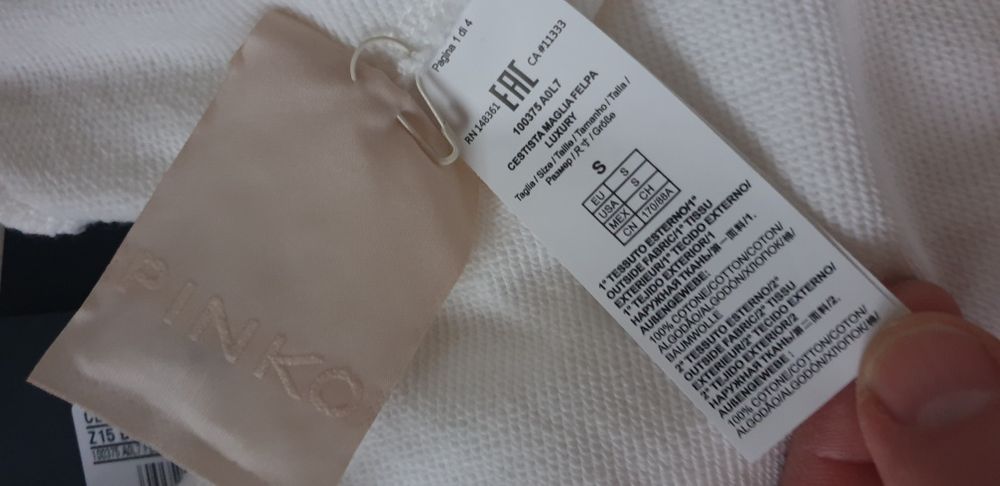 PINKO
Pagina 1 di 4
RN 148361 EAC CA #11333
100375 A0L7
CESTISTA MAGLIA FELPA
LUXURY
Taglia / Size / Taille / Tamanho / Talla /
Размер / 尺寸 / Größe
S
EU S
USA S
MEX CH
CN 170/88A
1° TESSUTO ESTERNO/1°
OUTSIDE FABRIC/1° TISSU
EXTERIEUR/1° TECIDO EXTERNO/
1° TEJIDO EXTERIOR/1
НАРУЖНАЯ ТКАНЬ/第一面料/1.
AUßENGEWEBE:
100% COTONE/COTTON/COTON/
ALGODÃO/ALGODÓN/ХЛОПОК/棉/
BAUMWOLLE
2° TESSUTO ESTERNO/2°
OUTSIDE FABRIC/2° TISSU
EXTERIEUR/2° TECIDO EXTERNO/
2° TEJIDO EXTERIOR/2
НАРУЖНАЯ ТКАНЬ/第二面料/2.
AUßENGEWEBE:
100% COTONE/COTTON/COTON/
ALGODÃO/ALGODÓN/ХЛОПОК/棉/
Z15
100375 A0L7